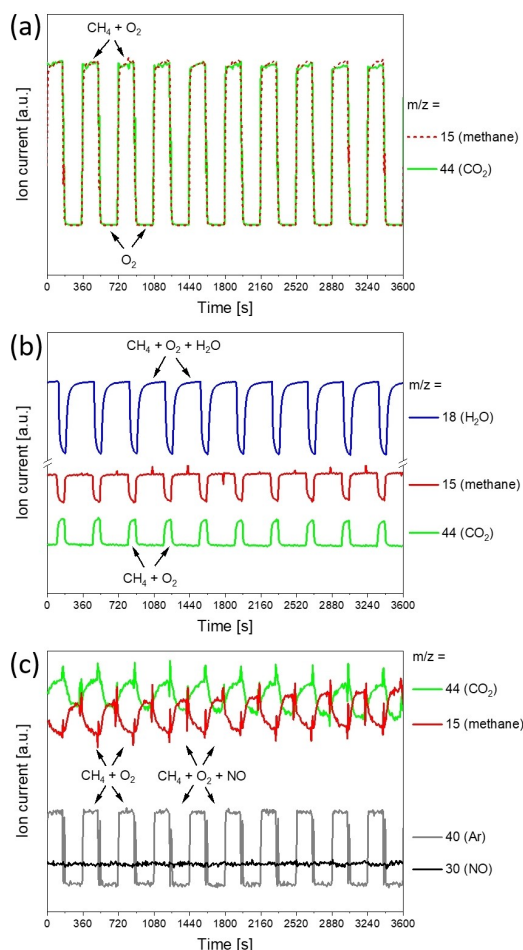 (a)
CH₄ + O₂
m/z =
15 (methane)
44 (CO₂)
Ion current [a.u.]
O₂
0 360 720 1080 1440 1800 2160 2520 2880 3240 3600
Time [s]
(b)
CH₄ + O₂ + H₂O
m/z =
18 (H₂O)
15 (methane)
44 (CO₂)
Ion current [a.u.]
CH₄ + O₂
0 360 720 1080 1440 1800 2160 2520 2880 3240 3600
Time [s]
(c)
m/z =
44 (CO₂)
15 (methane)
Ion current [a.u.]
CH₄ + O₂ CH₄ + O₂ + NO
40 (Ar)
30 (NO)
0 360 720 1080 1440 1800 2160 2520 2880 3240 3600
Time [s]